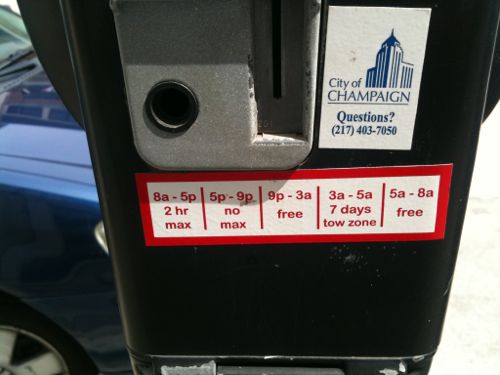 City of
CHAMPAIGN
Questions?
(217) 403-7050
8a - 5p
2 hr
max
5p - 9p
no
max
9p - 3a
free
3a - 5a
7 days
tow zone
5a - 8a
free